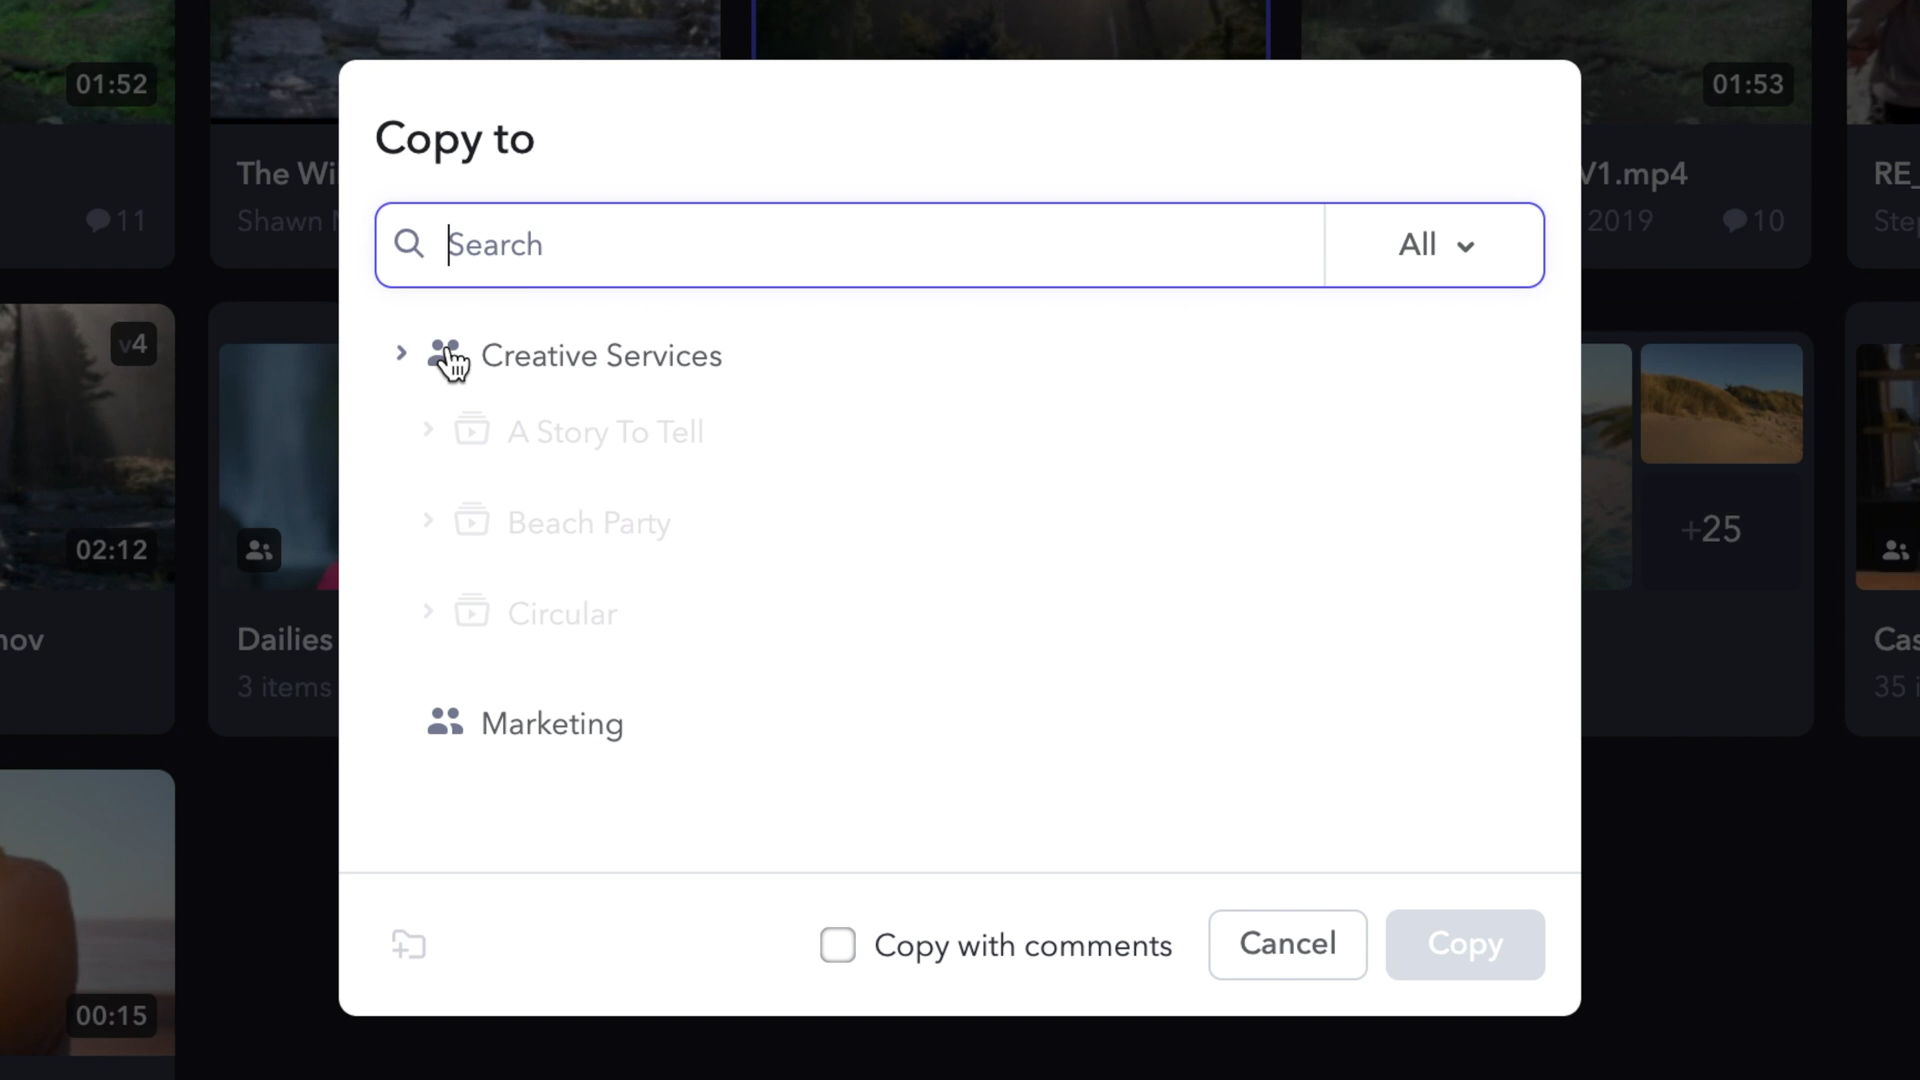 01:52
01:53
Copy to
The Wi
V1.mp4
RE_
Shawn
11
2019
10
Ste
Search
All
v4
Creative Services
A Story To Tell
Beach Party
+25
02:12
Circular
nov
Dailies
Cas
3 items
35 i
Marketing
Copy with comments
Cancel
Copy
00:15